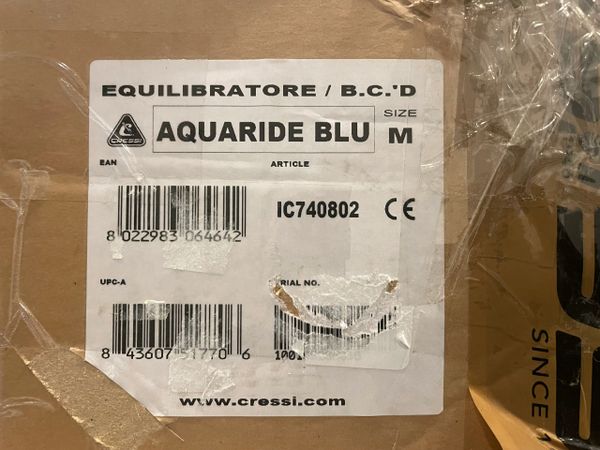 EQUILIBRATORE / B.C.'D
CRESSI
AQUARIDE BLU
SIZE
M
EAN
ARTICLE
8 022983 064642
IC740802
CE
UPC-A
RIAL NO.
8 43607 51770 6
www.cressi.com
SINCE